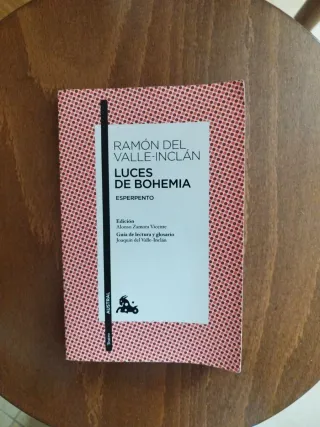 RAMÓN DEL
VALLE-INCLÁN
LUCES
DE BOHEMIA
ESPERPENTO
Edición
Alonso Zamora Vicente
Guía de lectura y glosario
Joaquín del Valle-Inclán
AUSTRAL
Teatro